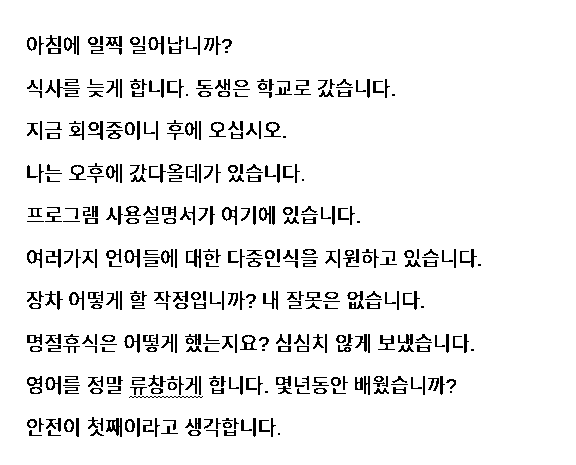 아침에 일찍 일어납니까?
식사를 늦게 합니다. 동생은 학교로 갔습니다.
지금 회의중이니 후에 오십시오.
나는 오후에 갔다올데가 있습니다.
프로그램 사용설명서가 여기에 있습니다.
여러가지 언어들에 대한 다중인식을 지원하고 있습니다.
장차 어떻게 할 작정입니까? 내 잘못은 없습니다.
명절휴식은 어떻게 했는지요? 심심치 않게 보냈습니다.
영어를 정말 류창하게 합니다. 몇년동안 배웠습니까?
안전이 첫째이라고 생각합니다.